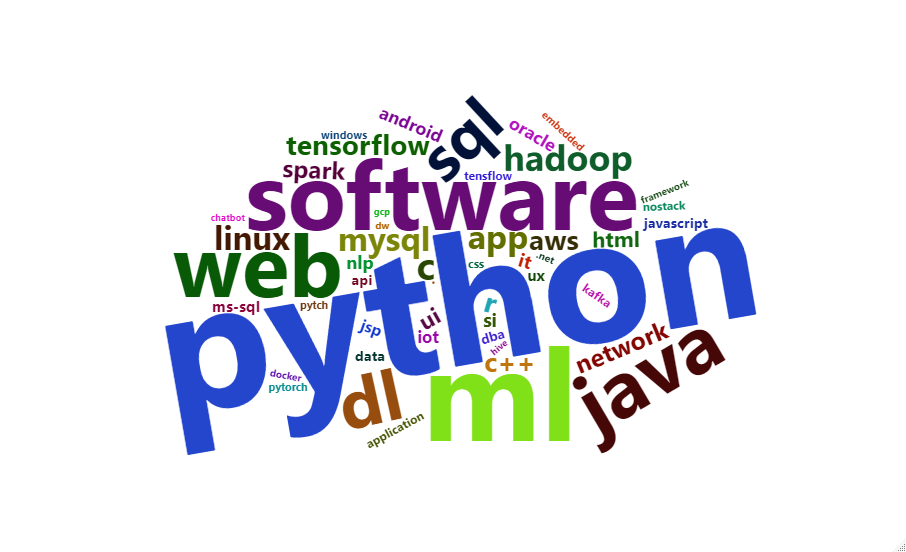 android
sql
oracle
embedded
windows
tensorflow
hadoop
spark
tensflow
software
framework
nostack
chatbot
gcp
dw
javascript
linux
mysql
app
aws
html
web
python
nlp
c
css
it
.net
api
ux
ms-sql
pytch
r
kafka
jsp
ui
si
iot
dba
hive
network
data
c++
java
docker
pytorch
dl
ml
application